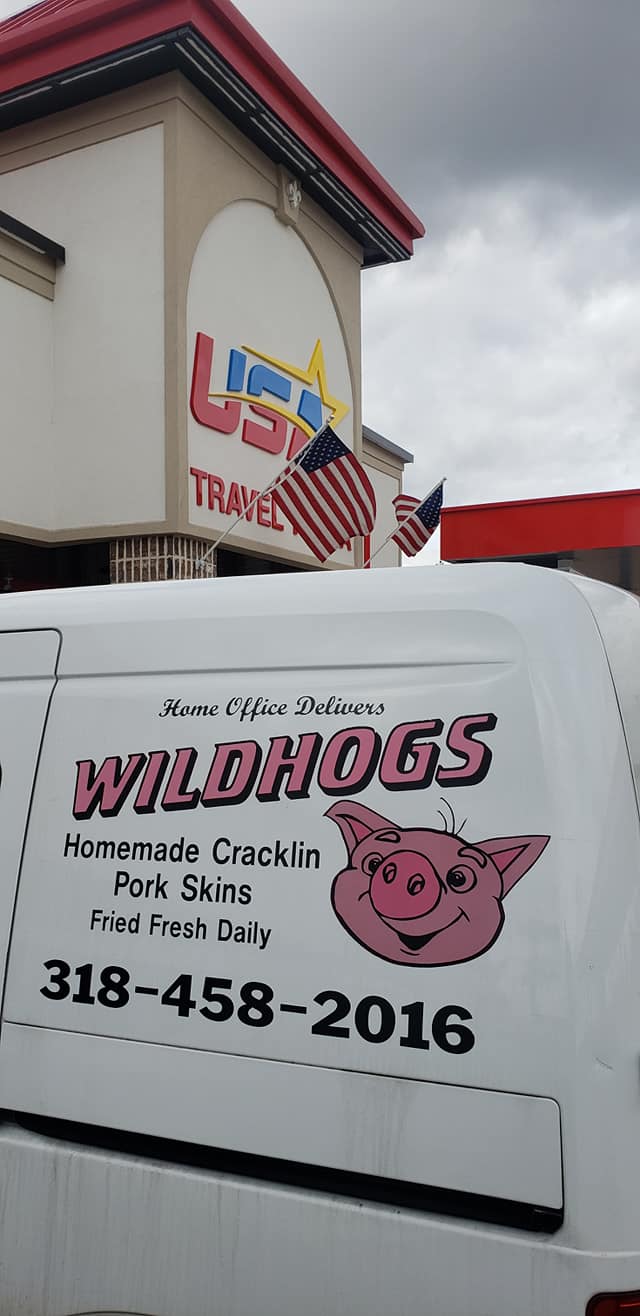 USA
TRAVEL
Home Office Delivers
WILDHOGS
Homemade Cracklin
Pork Skins
Fried Fresh Daily
318-458-2016